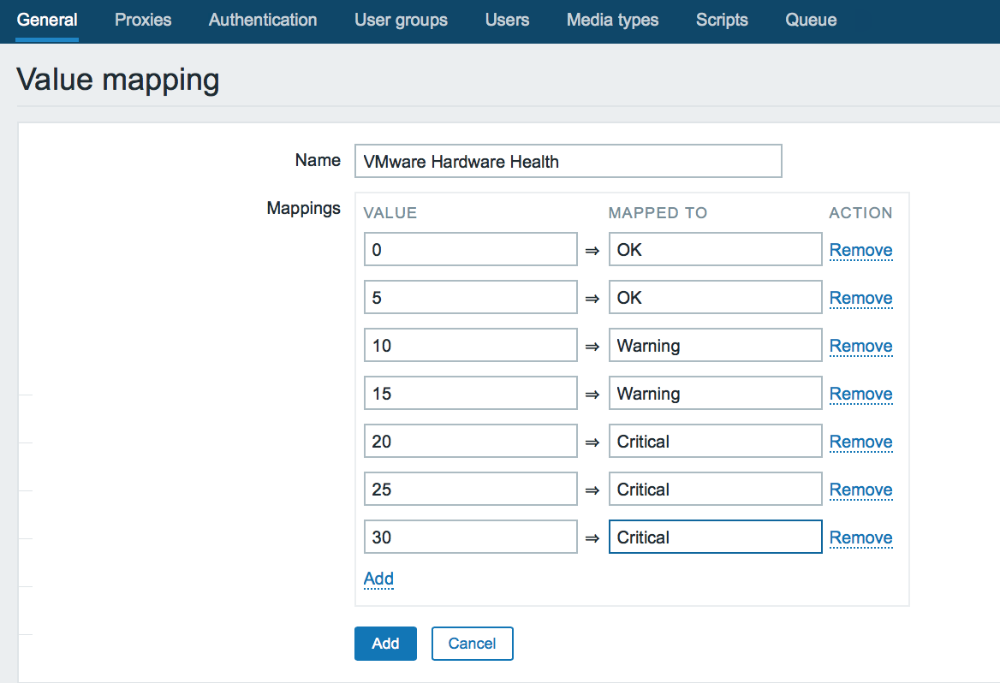 General Proxies Authentication User groups Users Media types Scripts Queue
Value mapping
Name VMware Hardware Health
Mappings VALUE MAPPED TO ACTION
0 ⇒ OK Remove
5 ⇒ OK Remove
10 ⇒ Warning Remove
15 ⇒ Warning Remove
20 ⇒ Critical Remove
25 ⇒ Critical Remove
30 ⇒ Critical Remove
Add
Add Cancel